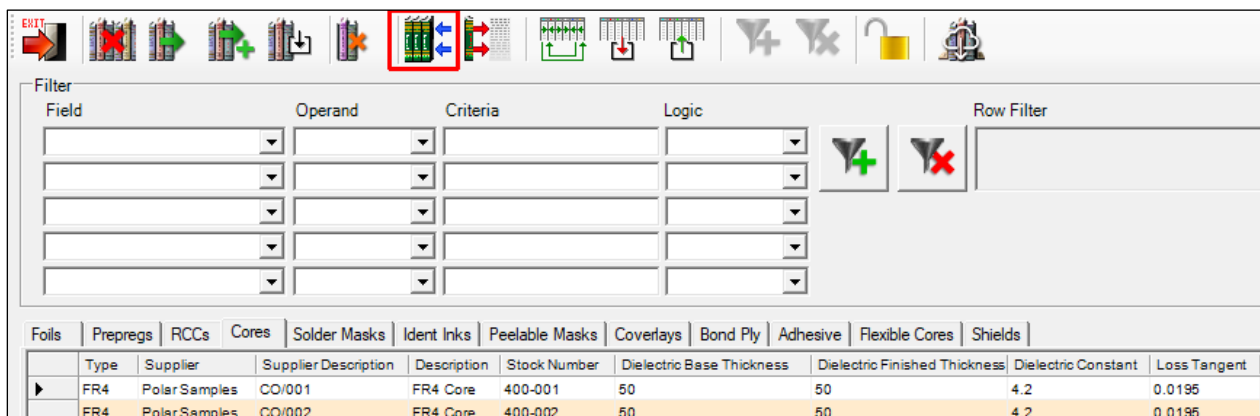 EXIT
Filter
Field Operand Criteria Logic Row Filter
Foils Prepregs RCCs Cores Solder Masks Ident Inks Peelable Masks Coverlays Bond Ply Adhesive Flexible Cores Shields
Type Supplier Supplier Description Description Stock Number Dielectric Base Thickness Dielectric Finished Thickness Dielectric Constant Loss Tangent
FR4 Polar Samples CO/001 FR4 Core 400-001 50 50 4.2 0.0195
FR4 Polar Samples CO/002 FR4 Core 400-002 50 50 4.2 0.0195